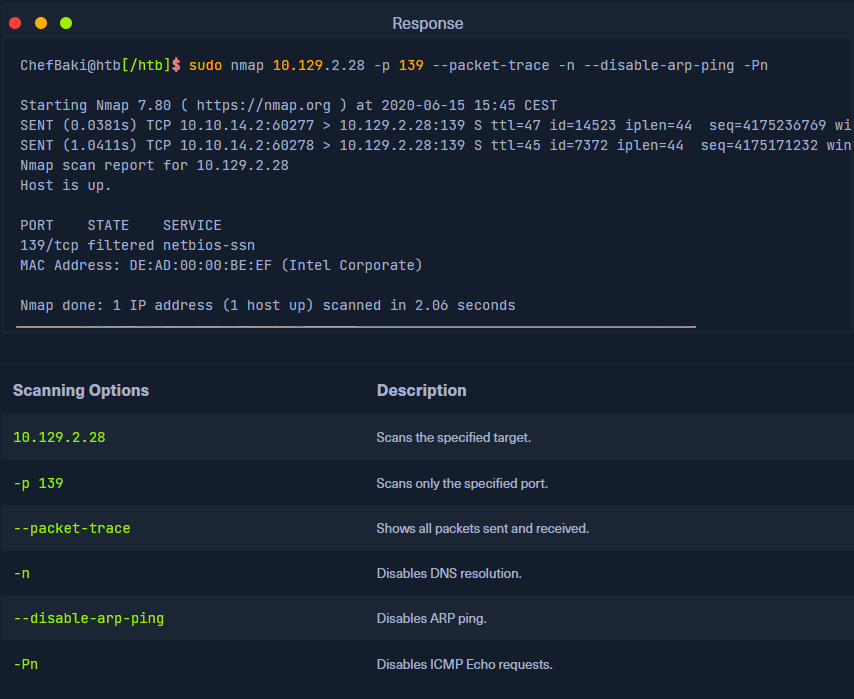 Response
ChefBaki@htb[/htb]$ sudo nmap 10.129.2.28 -p 139 --packet-trace -n --disable-arp-ping -Pn
Starting Nmap 7.80 ( https://nmap.org ) at 2020-06-15 15:45 CEST
SENT (0.0381s) TCP 10.10.14.2:60277 > 10.129.2.28:139 S ttl=47 id=14523 iplen=44  seq=4175236769 wi
SENT (1.0411s) TCP 10.10.14.2:60278 > 10.129.2.28:139 S ttl=45 id=7372 iplen=44  seq=4175171232 win
Nmap scan report for 10.129.2.28
Host is up.
PORT    STATE    SERVICE
139/tcp filtered netbios-ssn
MAC Address: DE:AD:00:00:BE:EF (Intel Corporate)
Nmap done: 1 IP address (1 host up) scanned in 2.06 seconds
Scanning Options Description
10.129.2.28 Scans the specified target.
-p 139 Scans only the specified port.
--packet-trace Shows all packets sent and received.
-n Disables DNS resolution.
--disable-arp-ping Disables ARP ping.
-Pn Disables ICMP Echo requests.